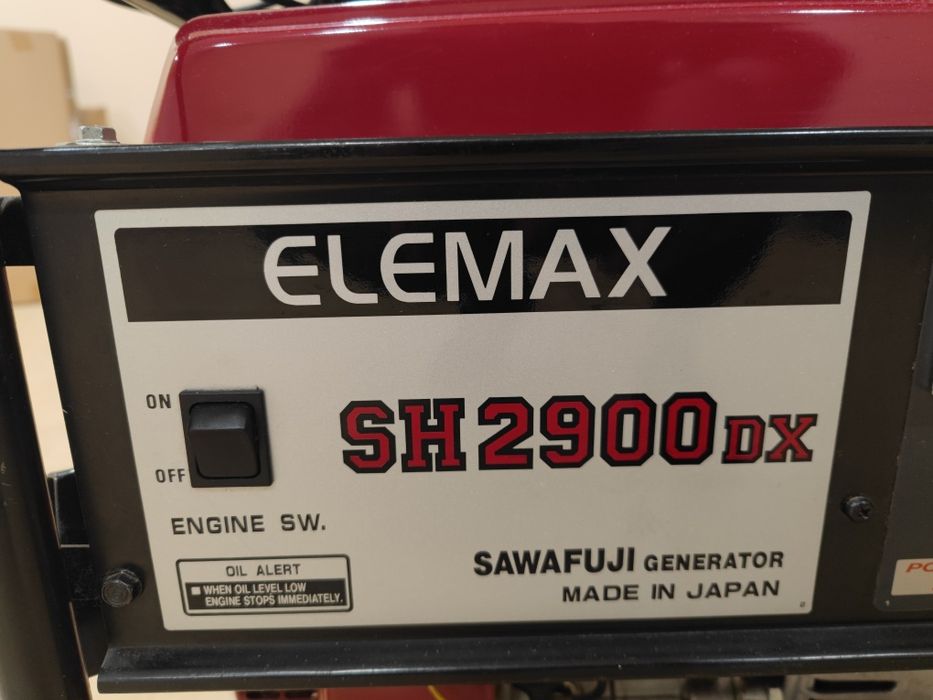 ELEMAX
ON
OFF
SH2900DX
ENGINE SW.
OIL ALERT
■ WHEN OIL LEVEL LOW
ENGINE STOPS IMMEDIATELY.
SAWAFUJI GENERATOR
MADE IN JAPAN